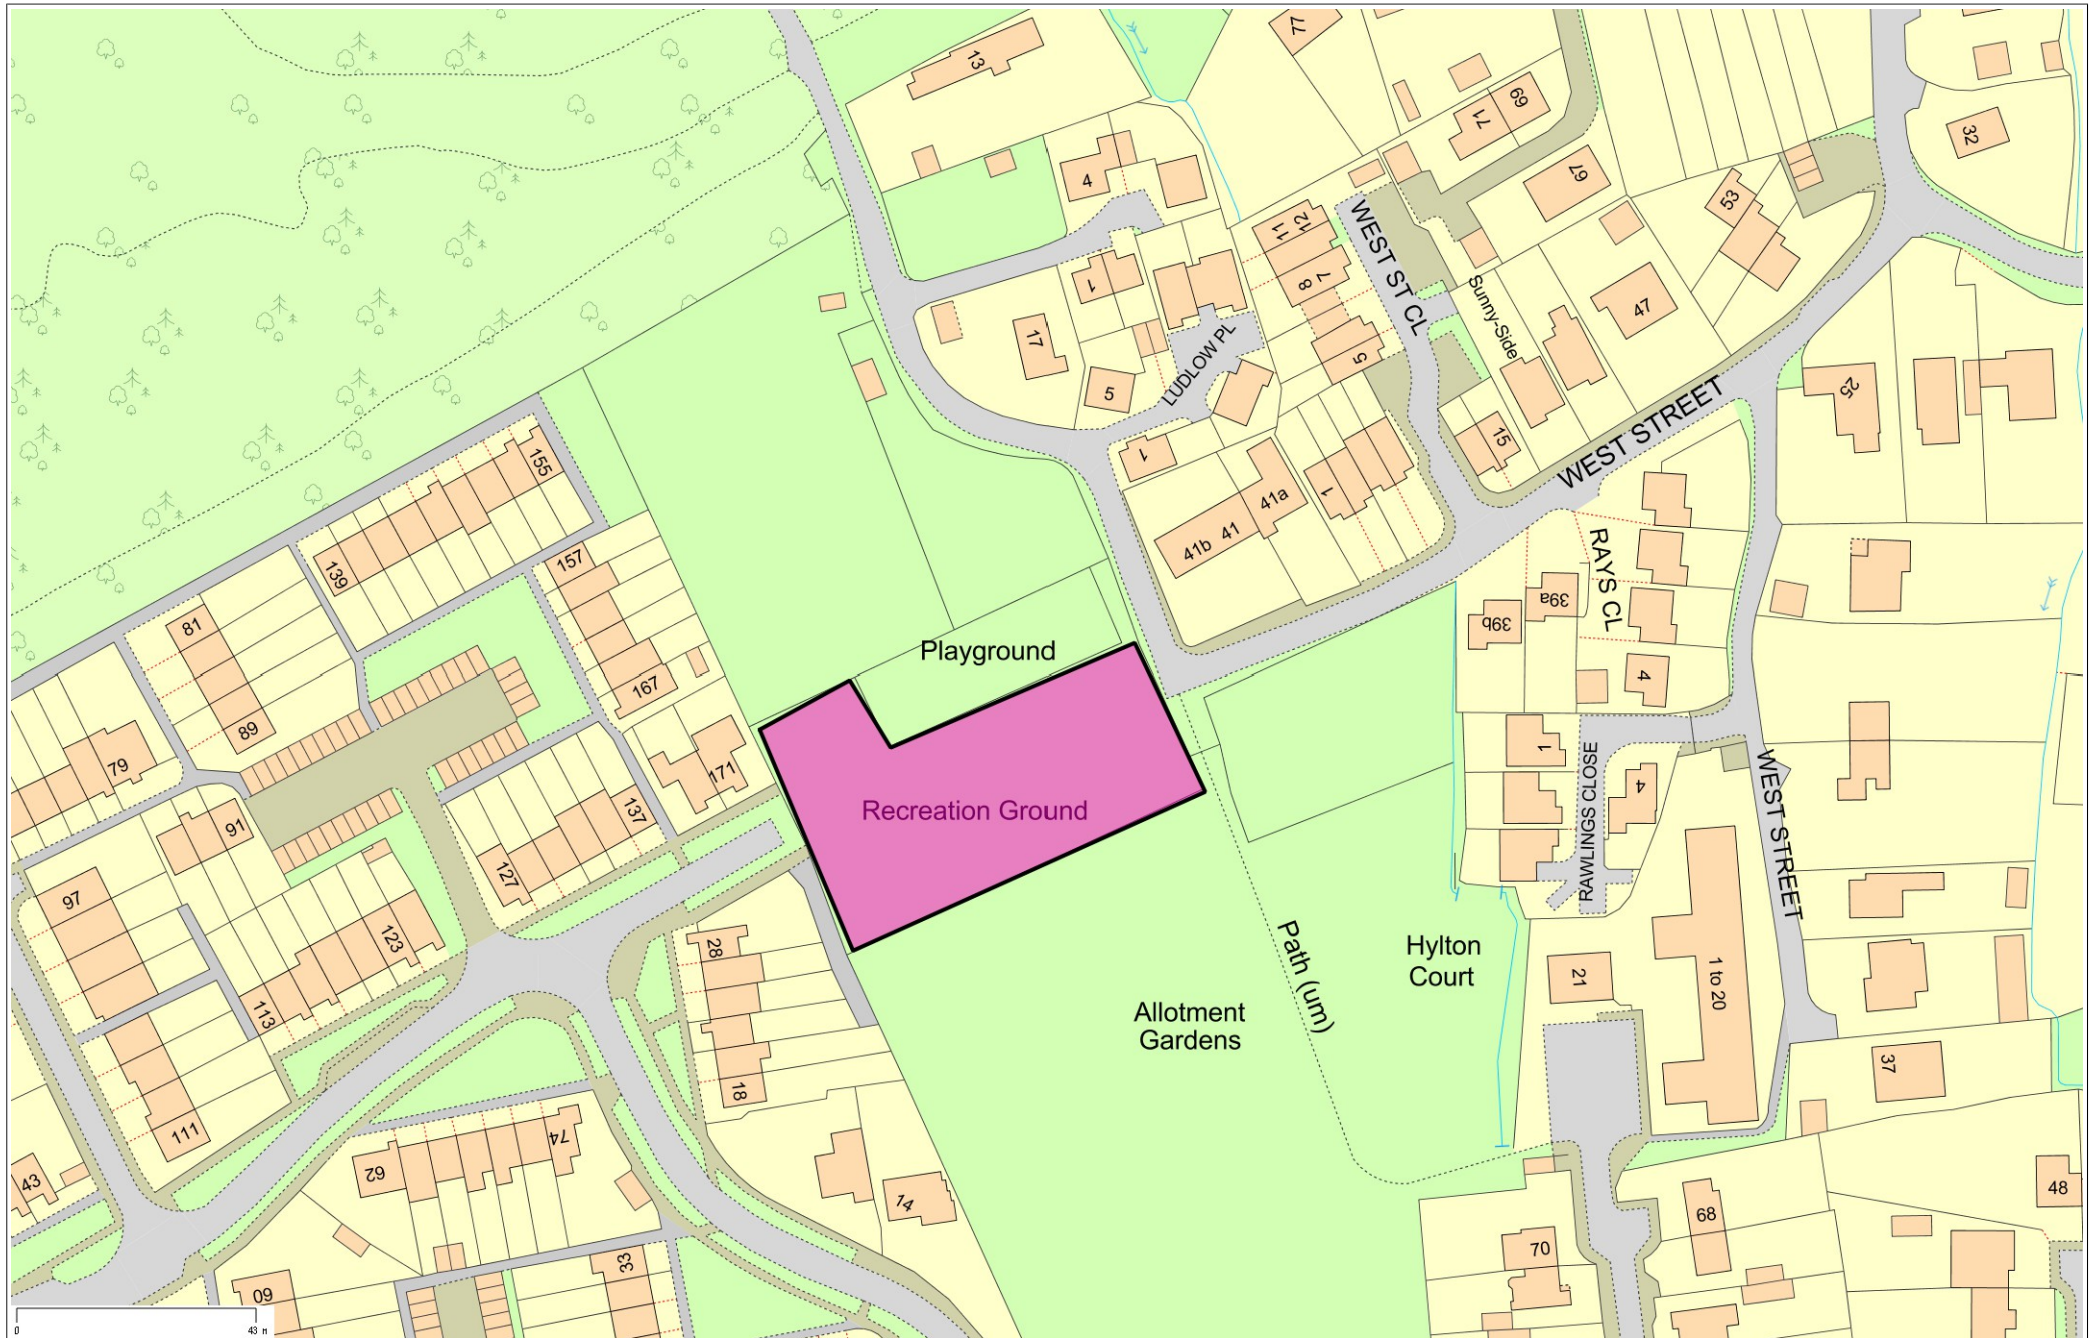 13
77
69
71
32
4
67
53
12
11
7
8
WEST ST CL
1
17
Sunny-Side
47
LUDLOW PL
5
5
25
15
WEST STREET
1
155
41a
41
41b
1
139
157
RAYS CL
39a
39b
81
Playground
167
4
89
79
171
1
RAWLINGS CLOSE
4
WEST STREET
Recreation Ground
137
91
127
97
123
28
Path (um)
Hylton
Court
21
1 to 20
113
Allotment
Gardens
37
18
111
74
62
43
14
48
68
70
33
60
0
43 M